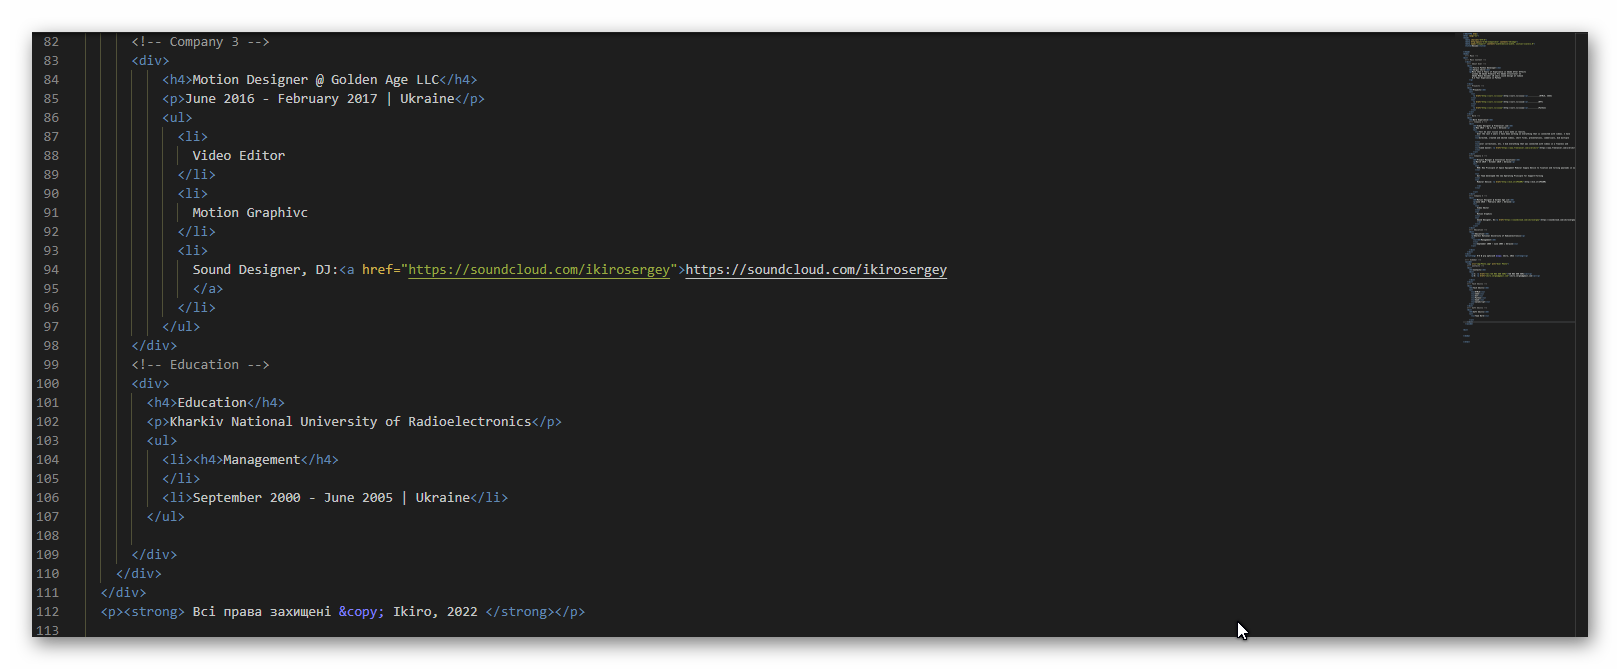 82 <!-- Company 3 -->
83 <div>
84 <h4>Motion Designer @ Golden Age LLC</h4>
85 <p>June 2016 - February 2017 | Ukraine</p>
86 <ul>
87 <li>
88 Video Editor
89 </li>
90 <li>
91 Motion Graphivc
92 </li>
93 <li>
94 Sound Designer, DJ:<a href="https://soundcloud.com/ikirosergey">https://soundcloud.com/ikirosergey
95 </a>
96 </li>
97 </ul>
98 </div>
99 <!-- Education -->
100 <div>
101 <h4>Education</h4>
102 <p>Kharkiv National University of Radioelectronics</p>
103 <ul>
104 <li><h4>Management</h4>
105 </li>
106 <li>September 2000 - June 2005 | Ukraine</li>
107 </ul>
108
109 </div>
110 </div>
111 </div>
112 <p><strong> Всі права захищені &copy; Ikiro, 2022 </strong></p>
113